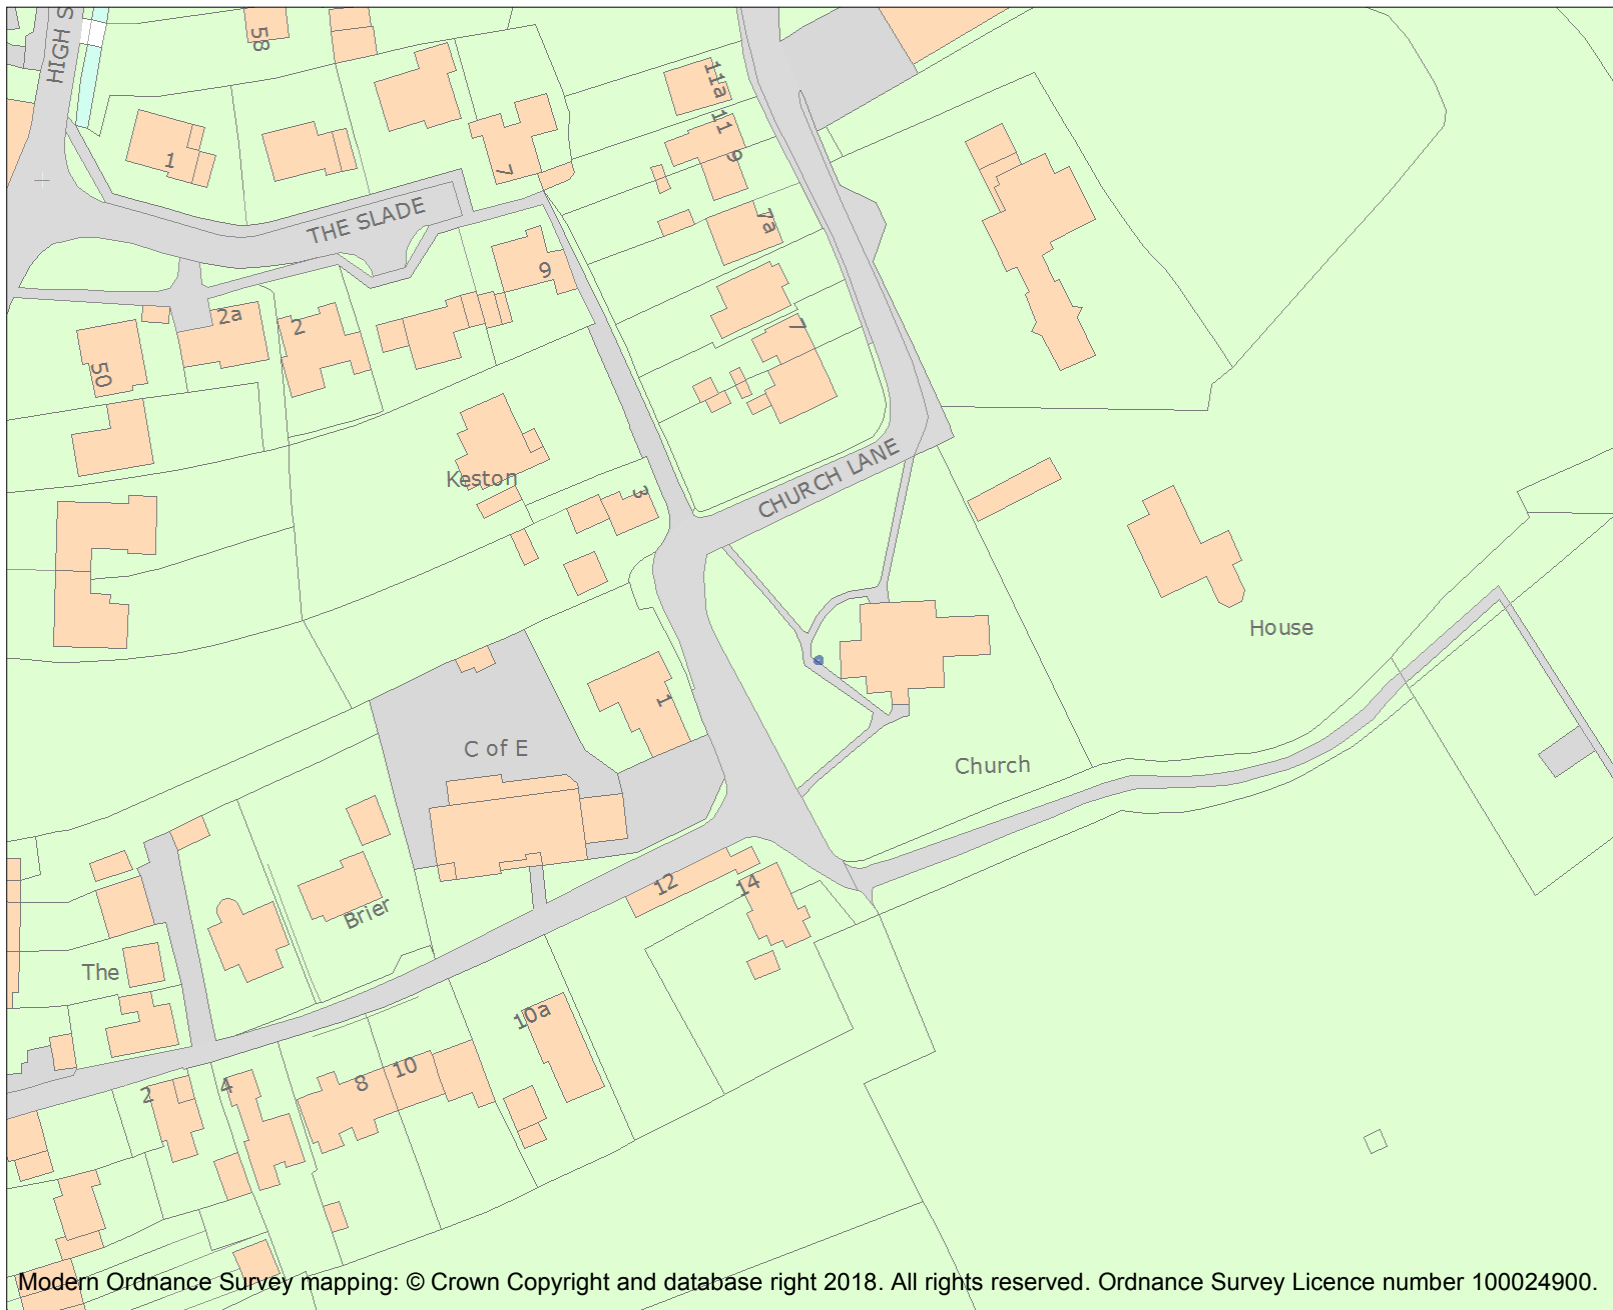 HIGH S
58
11a
11
1
7
9
THE SLADE
7a
9
2a
2
7
50
CHURCH LANE
Keston
3
House
1
C of E
Church
12
14
Brier
The
10a
10
8
4
2
Modern Ordnance Survey mapping: © Crown Copyright and database right 2018. All rights reserved. Ordnance Survey Licence number 100024900.